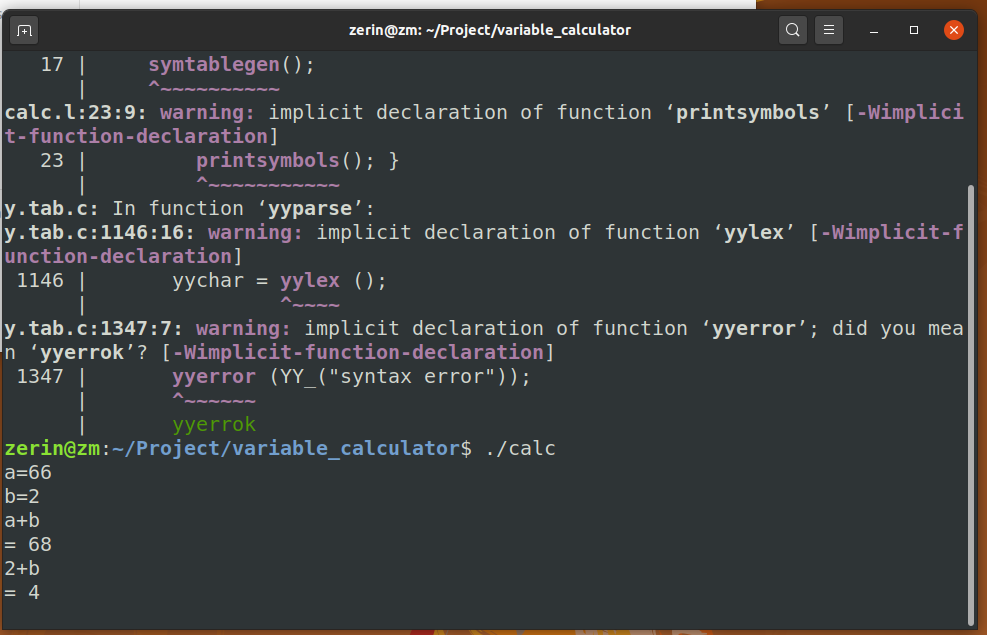 zerin@zm: ~/Project/variable_calculator
   17 |     symtablegen();
      |     ^~~~~~~~~~~
calc.l:23:9: warning: implicit declaration of function ‘printsymbols’ [-Wimplici
t-function-declaration]
   23 |         printsymbols(); }
      |         ^~~~~~~~~~~~
y.tab.c: In function ‘yyparse’:
y.tab.c:1146:16: warning: implicit declaration of function ‘yylex’ [-Wimplicit-f
unction-declaration]
 1146 |       yychar = yylex ();
      |                ^~~~~
y.tab.c:1347:7: warning: implicit declaration of function ‘yyerror’; did you mea
n ‘yyerrok’? [-Wimplicit-function-declaration]
 1347 |       yyerror (YY_("syntax error"));
      |       ^~~~~~~
      |       yyerrok
zerin@zm:~/Project/variable_calculator$ ./calc
a=66
b=2
a+b
= 68
2+b
= 4